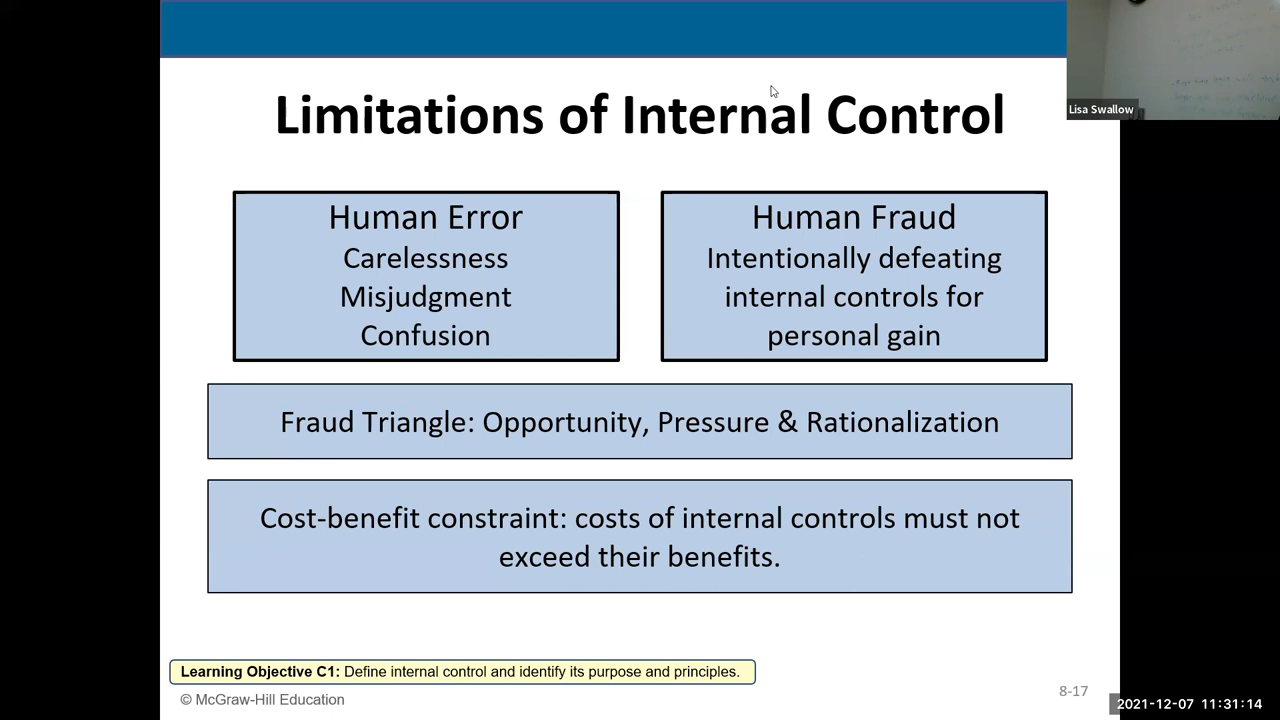 Limitations of Internal Control
Lisa Swallow
Human Error
Carelessness
Misjudgment
Confusion
Human Fraud
Intentionally defeating
internal controls for
personal gain
Fraud Triangle: Opportunity, Pressure & Rationalization
Cost-benefit constraint: costs of internal controls must not
exceed their benefits.
Learning Objective C1: Define internal control and identify its purpose and principles.
© McGraw-Hill Education
8-17
2021-12-07 11:31:14